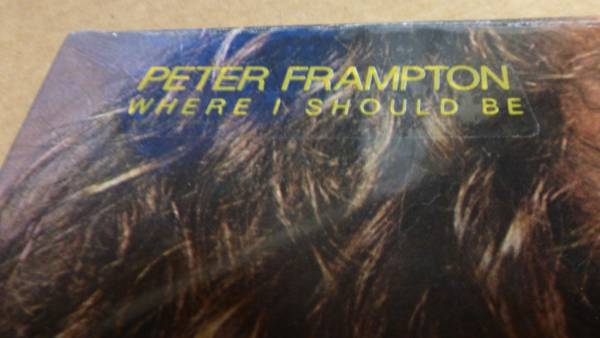 PETER FRAMPTON
WHERE I SHOULD BE